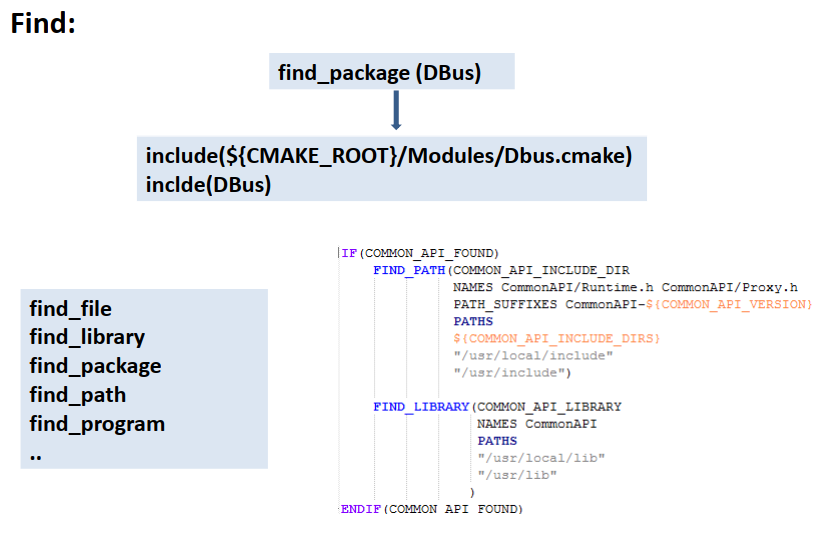 Find:
find_package (DBus)
include(${CMAKE_ROOT}/Modules/Dbus.cmake)
inclde(DBus)
find_file
find_library
find_package
find_path
find_program
..
IF(COMMON_API_FOUND)
FIND_PATH(COMMON_API_INCLUDE_DIR
NAMES CommonAPI/Runtime.h CommonAPI/Proxy.h
PATH_SUFFIXES CommonAPI-${COMMON_API_VERSION}
PATHS
${COMMON_API_INCLUDE_DIRS}
"/usr/local/include"
"/usr/include")
FIND_LIBRARY(COMMON_API_LIBRARY
NAMES CommonAPI
PATHS
"/usr/local/lib"
"/usr/lib"
)
ENDIF(COMMON_API_FOUND)